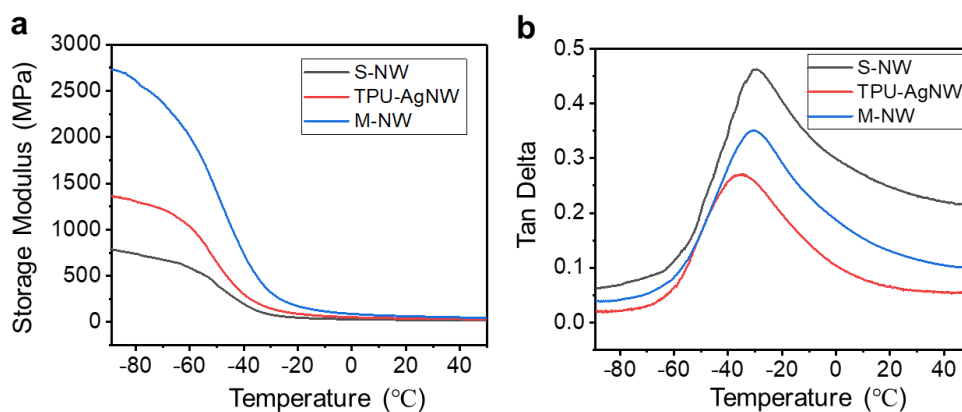 a
Storage Modulus (MPa)
3000
2500
2000
1500
1000
500
0
S-NW
TPU-AgNW
M-NW
-80 -60 -40 -20 0 20 40
Temperature (℃)
b
Tan Delta
0.5
0.4
0.3
0.2
0.1
0.0
S-NW
TPU-AgNW
M-NW
-80 -60 -40 -20 0 20 40
Temperature (℃)